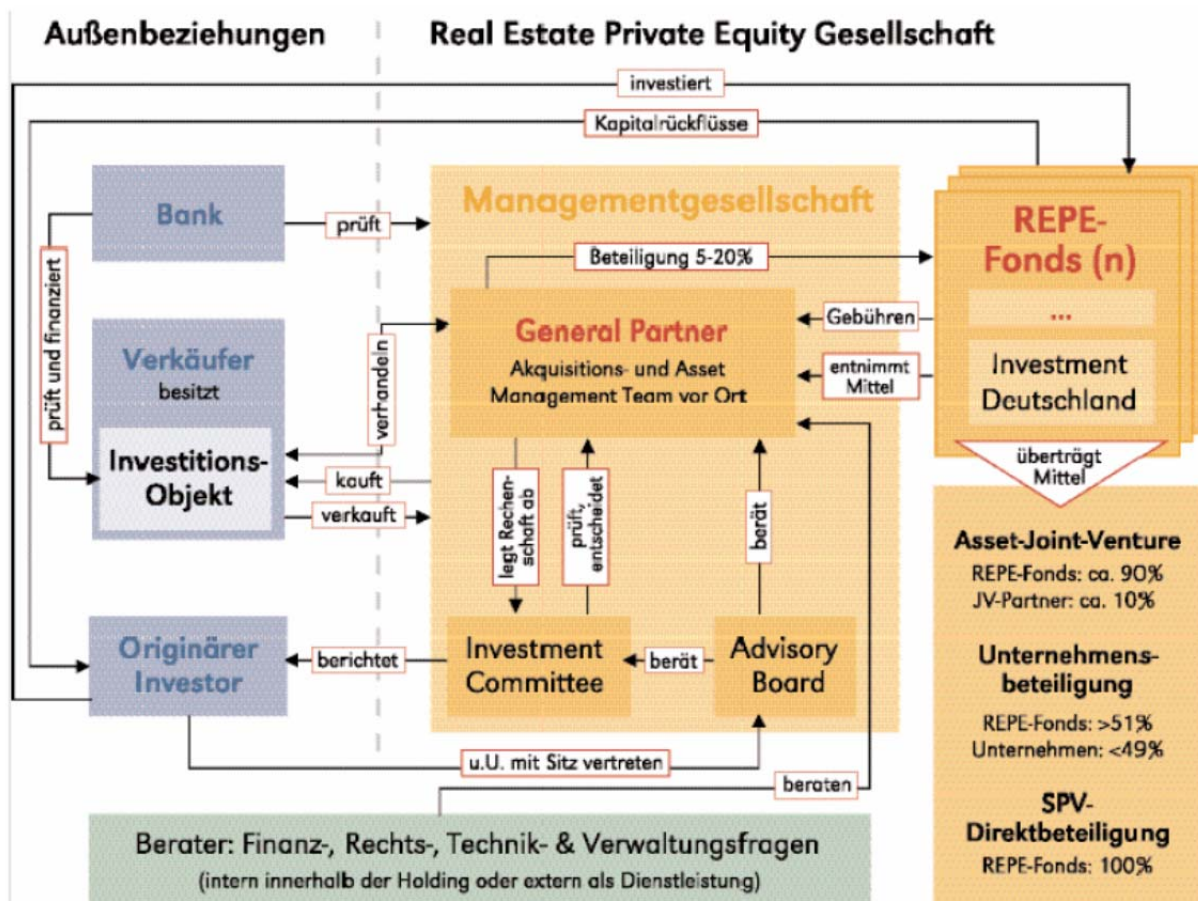 Außenbeziehungen
Real Estate Private Equity Gesellschaft
investiert
Kapitalrückflüsse
Bank
prüft
Managementgesellschaft
REPE-
Fonds (n)
...
Investment
Deutschland
Beteiligung 5-20%
prüft und finanziert
Verkäufer
besitzt
Investitions-
Objekt
verhandeln
kauft
verkauft
General Partner
Akquisitions- und Asset
Management Team vor Ort
Gebühren
entnimmt
Mittel
überträgt
Mittel
legt Rechen-
schaft ab
prüft,
entscheidet
berät
Originärer
Investor
berichtet
Investment
Committee
berät
Advisory
Board
u.U. mit Sitz vertreten
beraten
Asset-Joint-Venture
REPE-Fonds: ca. 90%
JV-Partner: ca. 10%
Unternehmens-
beteiligung
REPE-Fonds: >51%
Unternehmen: <49%
SPV-
Direktbeteiligung
REPE-Fonds: 100%
Berater: Finanz-, Rechts-, Technik- & Verwaltungsfragen
(intern innerhalb der Holding oder extern als Dienstleistung)